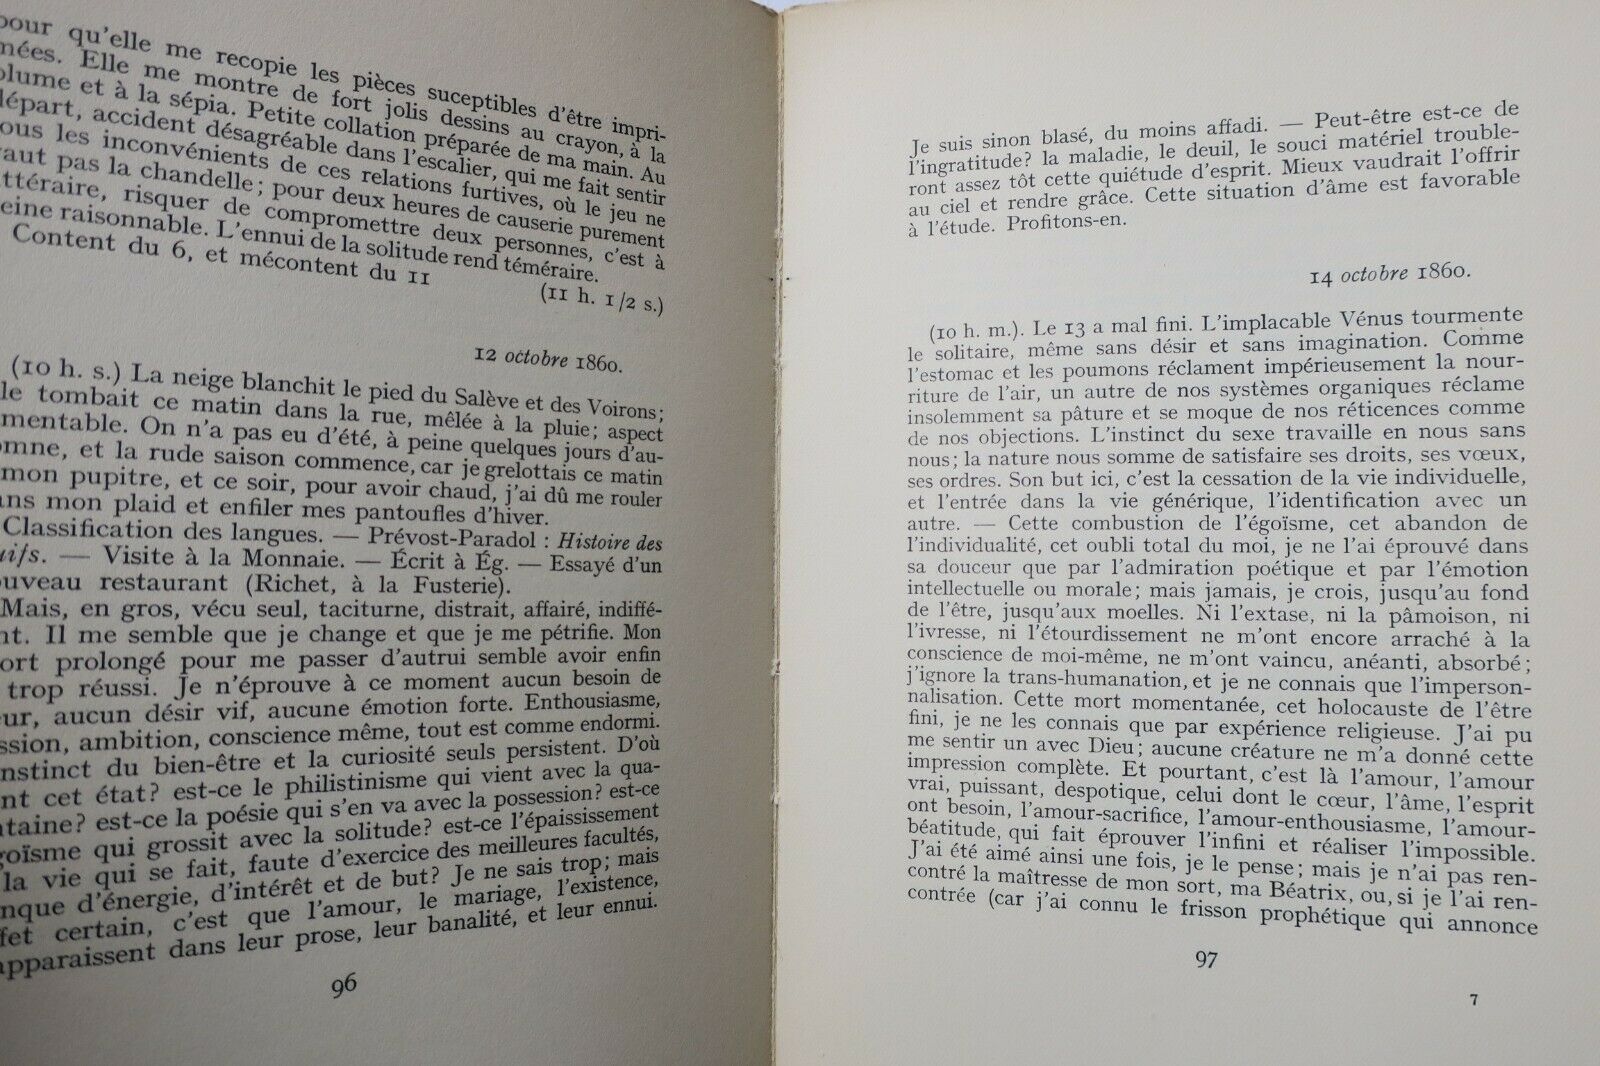 pour qu'elle me recopie les pièces suceptibles d'être impri-
mées. Elle me montre de fort jolis dessins au crayon, à la
plume et à la sépia. Petite collation préparée de ma main. Au
départ, accident désagréable dans l'escalier, qui me fait sentir
tous les inconvénients de ces relations furtives, où le jeu ne
vaut pas la chandelle; pour deux heures de causerie purement
littéraire, risquer de compromettre deux personnes, c'est à
peine raisonnable. L'ennui de la solitude rend téméraire.
Content du 6, et mécontent du 11
(11 h. 1/2 s.)
12 octobre 1860.
(10 h. s.) La neige blanchit le pied du Salève et des Voirons;
le tombait ce matin dans la rue, mêlée à la pluie; aspect
mentable. On n'a pas eu d'été, à peine quelques jours d'au-
omne, et la rude saison commence, car je grelottais ce matin
mon pupitre, et ce soir, pour avoir chaud, j'ai dû me rouler
ans mon plaid et enfiler mes pantoufles d'hiver.
Classification des langues. — Prévost-Paradol : Histoire des
uifs. — Visite à la Monnaie. — Écrit à Ég. — Essayé d'un
ouveau restaurant (Richet, à la Fusterie).
Mais, en gros, vécu seul, taciturne, distrait, affairé, indiffé-
nt. Il me semble que je change et que je me pétrifie. Mon
ort prolongé pour me passer d'autrui semble avoir enfin
trop réussi. Je n'éprouve à ce moment aucun besoin de
ur, aucun désir vif, aucune émotion forte. Enthousiasme,
ssion, ambition, conscience même, tout est comme endormi.
nstinct du bien-être et la curiosité seuls persistent. D'où
nt cet état? est-ce le philistinisme qui vient avec la qua-
ntaine? est-ce la poésie qui s'en va avec la possession? est-ce
goïsme qui grossit avec la solitude? est-ce l'épaississement
la vie qui se fait, faute d'exercice des meilleures facultés,
nque d'énergie, d'intérêt et de but? Je ne sais trop; mais
fet certain, c'est que l'amour, le mariage, l'existence,
apparaissent dans leur prose, leur banalité, et leur ennui.
96
Je suis sinon blasé, du moins affadi. — Peut-être est-ce de
l'ingratitude? la maladie, le deuil, le souci matériel trouble-
ront assez tôt cette quiétude d'esprit. Mieux vaudrait l'offrir
au ciel et rendre grâce. Cette situation d'âme est favorable
à l'étude. Profitons-en.
14 octobre 1860.
(10 h. m.). Le 13 a mal fini. L'implacable Vénus tourmente
le solitaire, même sans désir et sans imagination. Comme
l'estomac et les poumons réclament impérieusement la nour-
riture de l'air, un autre de nos systèmes organiques réclame
insolemment sa pâture et se moque de nos réticences comme
de nos objections. L'instinct du sexe travaille en nous sans
nous; la nature nous somme de satisfaire ses droits, ses vœux,
ses ordres. Son but ici, c'est la cessation de la vie individuelle,
et l'entrée dans la vie générique, l'identification avec un
autre. — Cette combustion de l'égoïsme, cet abandon de
l'individualité, cet oubli total du moi, je ne l'ai éprouvé dans
sa douceur que par l'admiration poétique et par l'émotion
intellectuelle ou morale; mais jamais, je crois, jusqu'au fond
de l'être, jusqu'aux moelles. Ni l'extase, ni la pâmoison, ni
l'ivresse, ni l'étourdissement ne m'ont encore arraché à la
conscience de moi-même, ne m'ont vaincu, anéanti, absorbé;
j'ignore la trans-humanation, et je ne connais que l'imperson-
nalisation. Cette mort momentanée, cet holocauste de l'être
fini, je ne les connais que par expérience religieuse. J'ai pu
me sentir un avec Dieu; aucune créature ne m'a donné cette
impression complète. Et pourtant, c'est là l'amour, l'amour
vrai, puissant, despotique, celui dont le cœur, l'âme, l'esprit
ont besoin, l'amour-sacrifice, l'amour-enthousiasme, l'amour-
béatitude, qui fait éprouver l'infini et réaliser l'impossible.
J'ai été aimé ainsi une fois, je le pense; mais je n'ai pas ren-
contré la maîtresse de mon sort, ma Béatrix, ou, si je l'ai ren-
contrée (car j'ai connu le frisson prophétique qui annonce
97
7